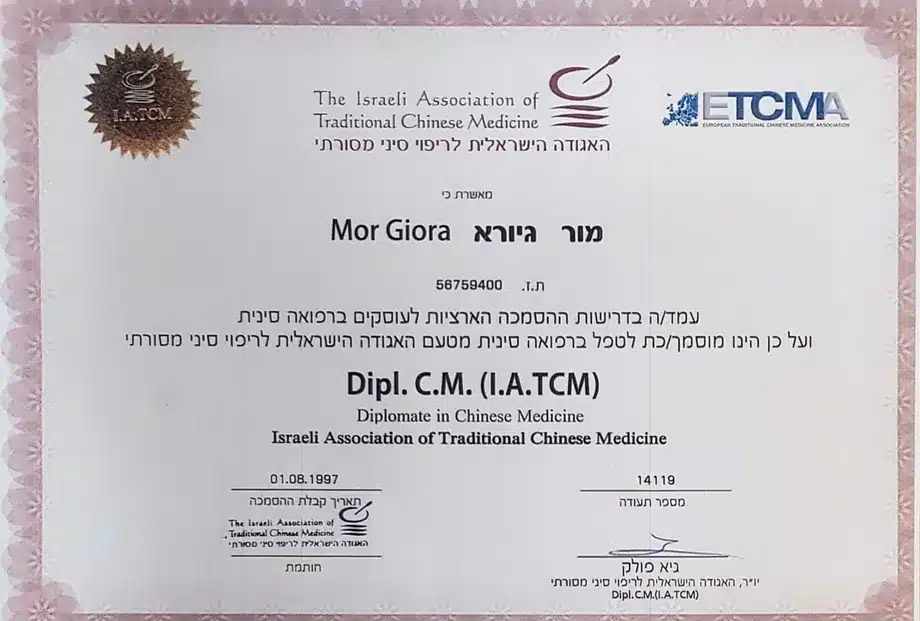 I.A.TCM
The Israeli Association of
Traditional Chinese Medicine
האגודה הישראלית לריפוי סיני מסורתי
ETCMA
EUROPEAN TRADITIONAL CHINESE MEDICINE ASSOCIATION
מאשרת כי
Mor Giora מור גיורא
ת.ז. 56759400
עמד/ה בדרישות ההסמכה הארציות לעוסקים ברפואה סינית
ועל כן הינו מוסמך/כת לטפל ברפואה סינית מטעם האגודה הישראלית לריפוי סיני מסורתי
Dipl. C.M. (I.A.TCM)
Diplomate in Chinese Medicine
Israeli Association of Traditional Chinese Medicine
01.08.1997
תאריך קבלת ההסמכה
The Israeli Association of
Traditional Chinese Medicine
האגודה הישראלית לריפוי סיני מסורתי
חותמת
14119
מספר תעודה
גיא פולק
יו"ר, האגודה הישראלית לריפוי סיני מסורתי
Dipl.C.M.(I.A.TCM)